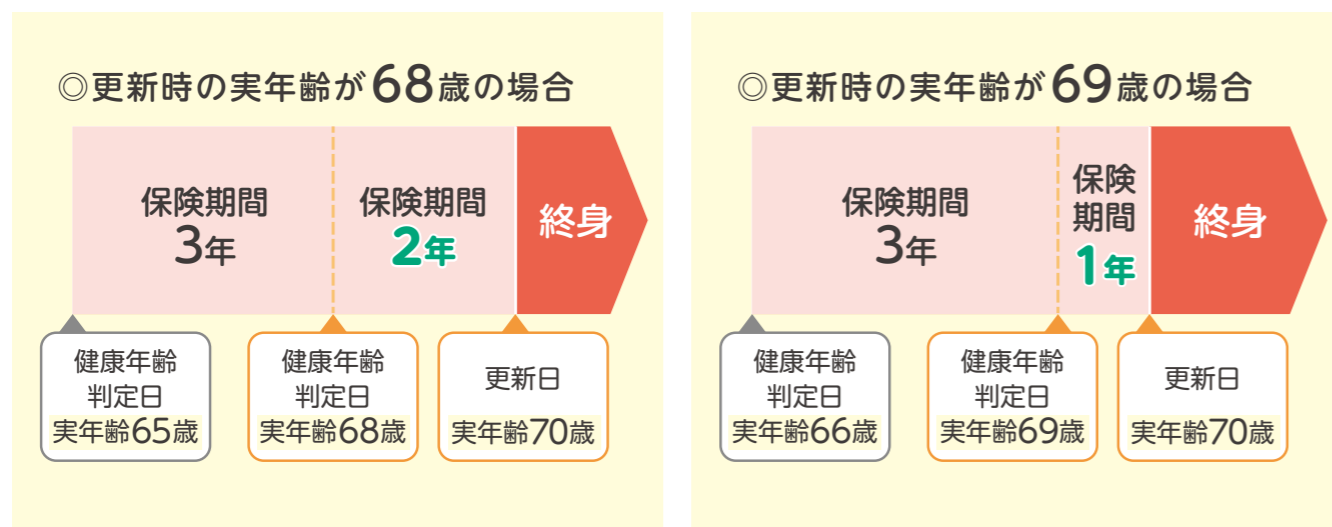 ◎更新時の実年齢が68歳の場合
保険期間
3年
保険期間
2年
終身
健康年齢
判定日
実年齢65歳
健康年齢
判定日
実年齢68歳
更新日
実年齢70歳
◎更新時の実年齢が69歳の場合
保険期間
3年
保険
期間
1年
終身
健康年齢
判定日
実年齢66歳
健康年齢
判定日
実年齢69歳
更新日
実年齢70歳